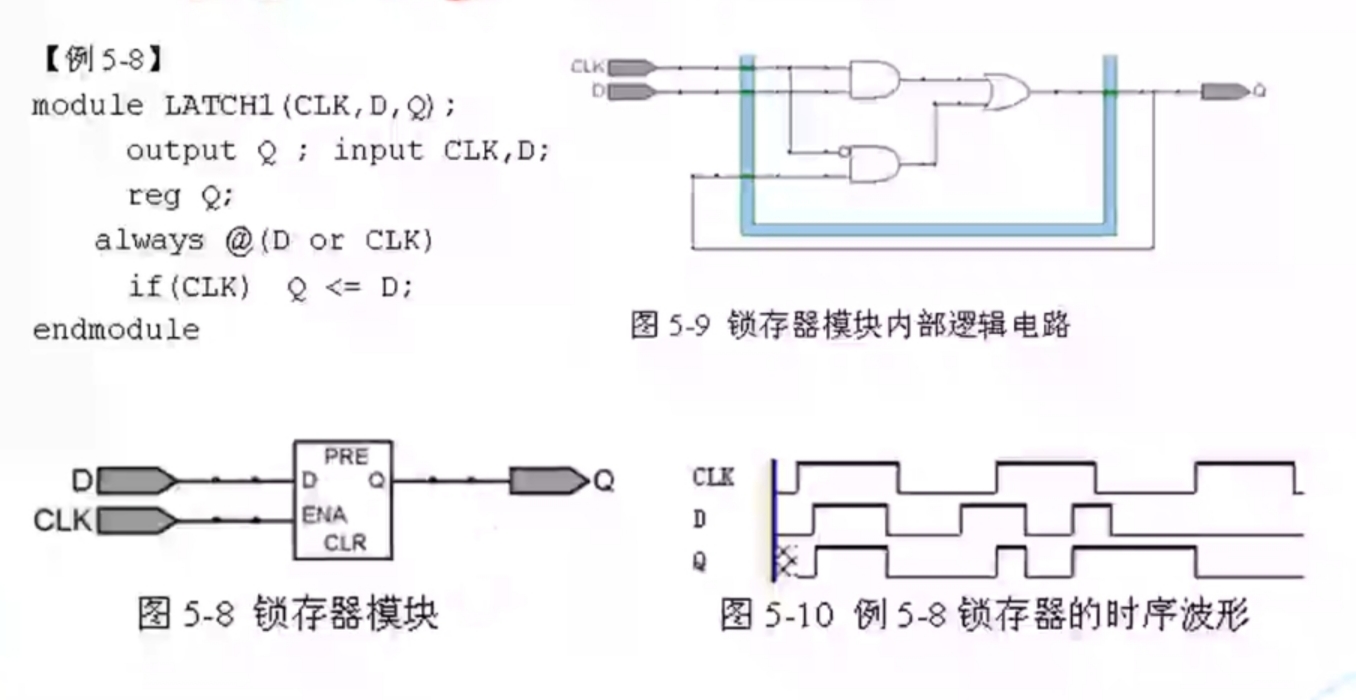 【例5-8】
module LATCH1(CLK,D,Q);
output Q ; input CLK,D;
reg Q;
always @(D or CLK)
if(CLK) Q <= D;
endmodule
CLK
D
Q
图 5-9 锁存器模块内部逻辑电路
D
CLK
PRE
D Q
ENA
CLR
Q
图 5-8 锁存器模块
CLK
D
Q
图 5-10 例 5-8 锁存器的时序波形